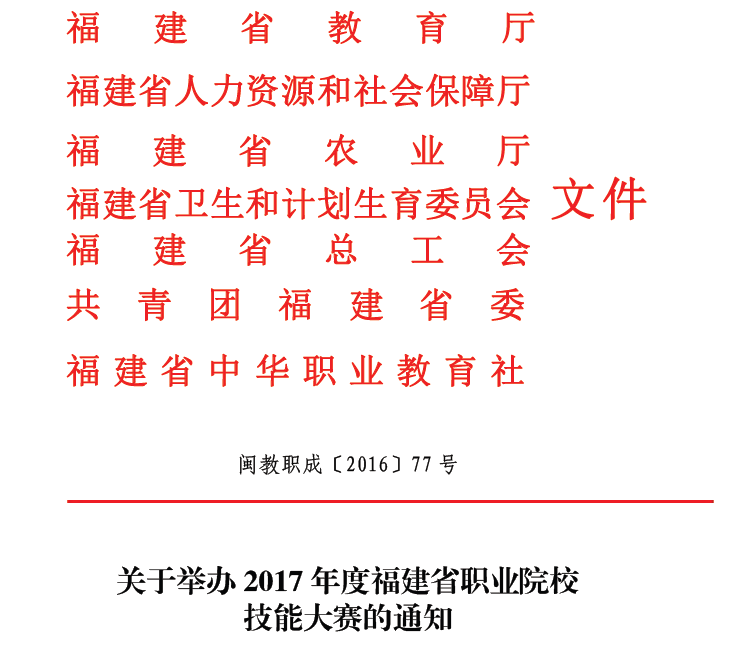 福建省教育厅
福建省人力资源和社会保障厅
福建省农业厅
福建省卫生和计划生育委员会 文件
福建省总工会
共青团福建省委
福建省中华职业教育社
闽教职成〔2016〕77号
关于举办 2017 年度福建省职业院校
技能大赛的通知